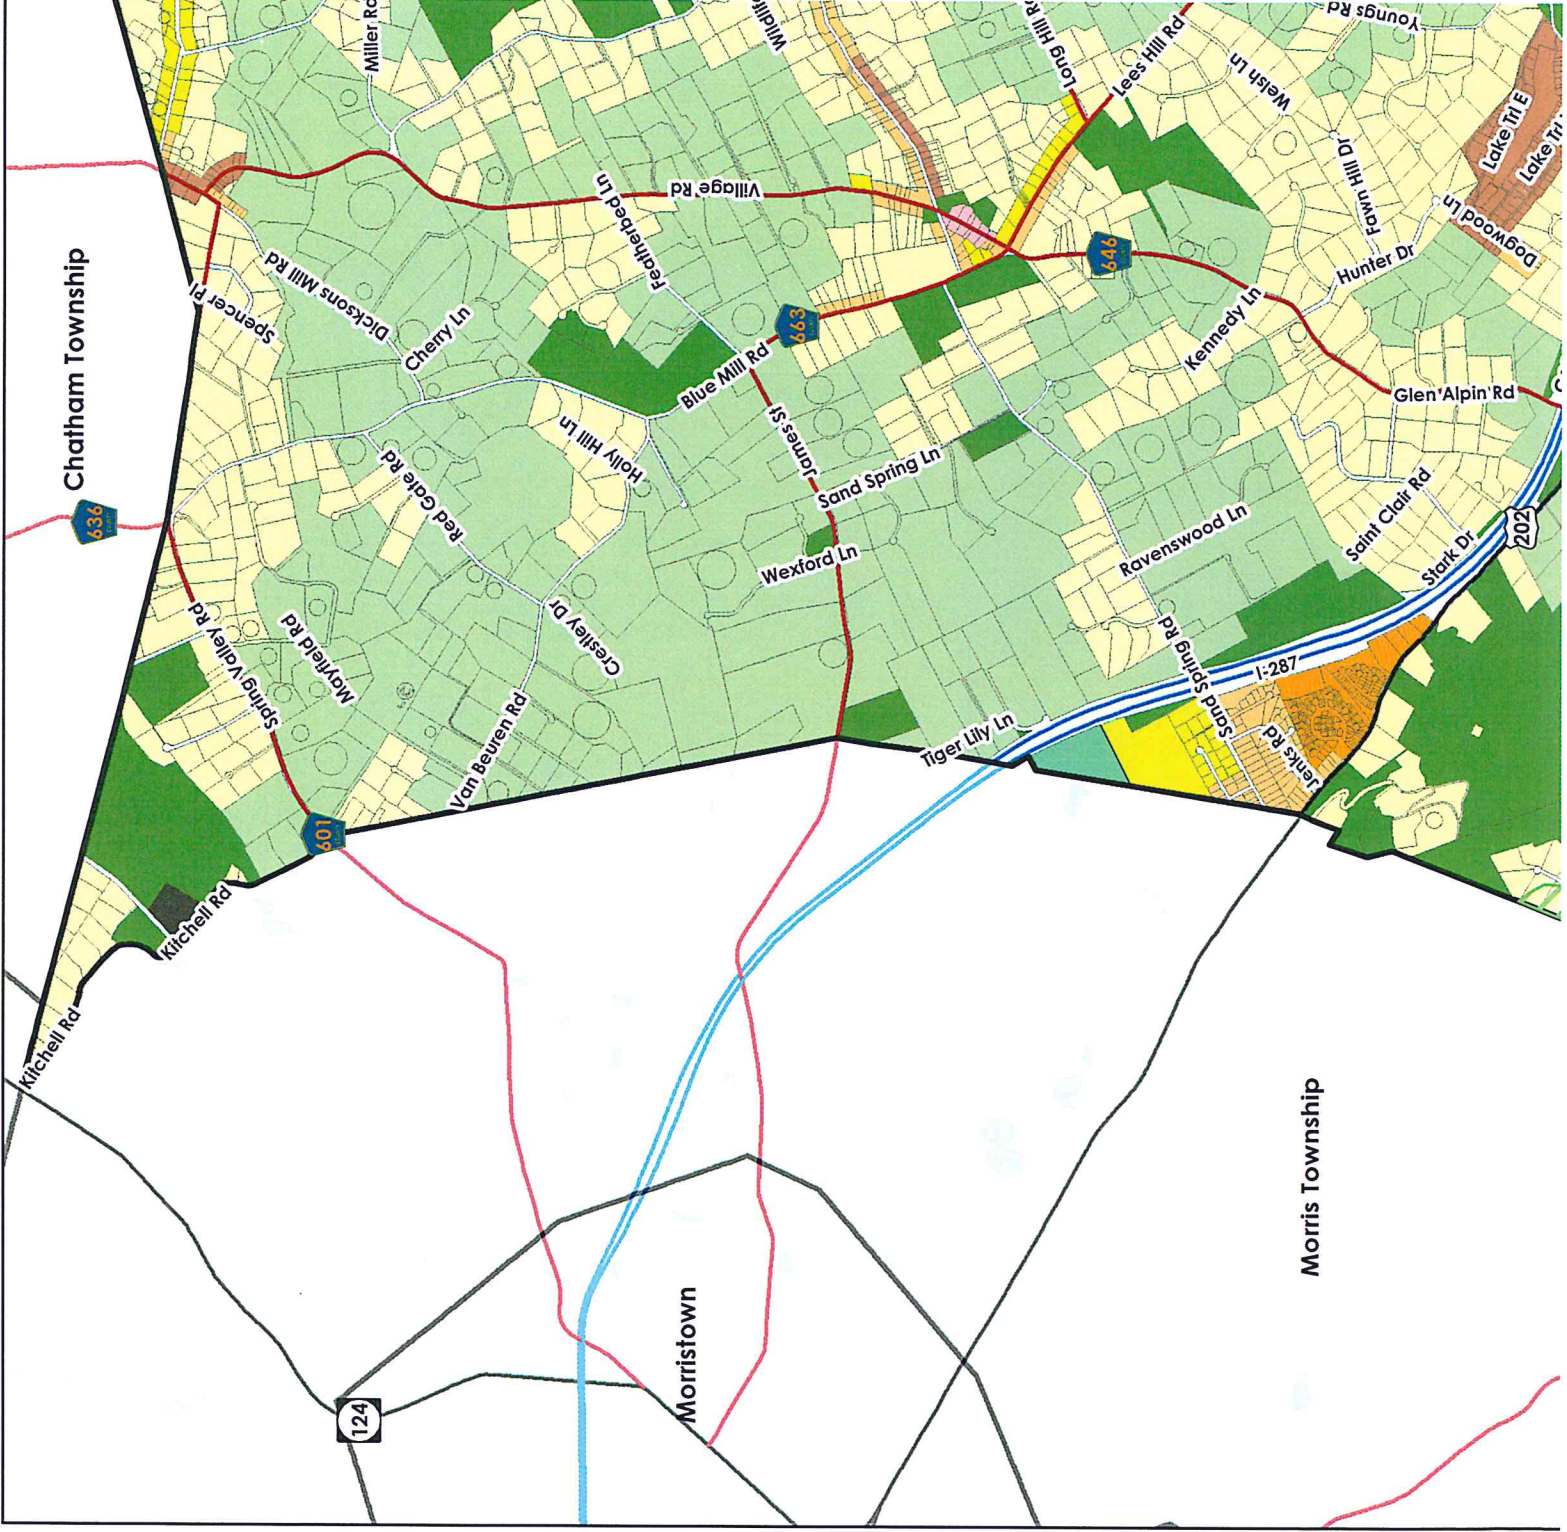 Miller Rd
Wildlif
Long Hill R
Lees Hill Rd
Youngs Rd
Welsh Ln
Lake Trl E
Lake Tr
Fawn Hill Dr
Dogwood Ln
Hunter Dr
Village Rd
Featherbed Ln
646
Chatham Township
Spencer Pl
Dicksons Mill Rd
Cherry Ln
663
Kennedy Ln
Blue Mill Rd
Glen Alpin Rd
James St
Holly Hill Ln
Sand Spring Ln
Red Gate Rd
636
Saint Clair Rd
202
Stark Dr
Ravenswood Ln
Wexford Ln
Crestley Dr
Spring Valley Rd
Mayfield Rd
Sand Spring Rd
I-287
Van Beuren Rd
Tiger Lily Ln
Jenks Rd
601
Kitchell Rd
Kitchell Rd
Morris Township
Morristown
124